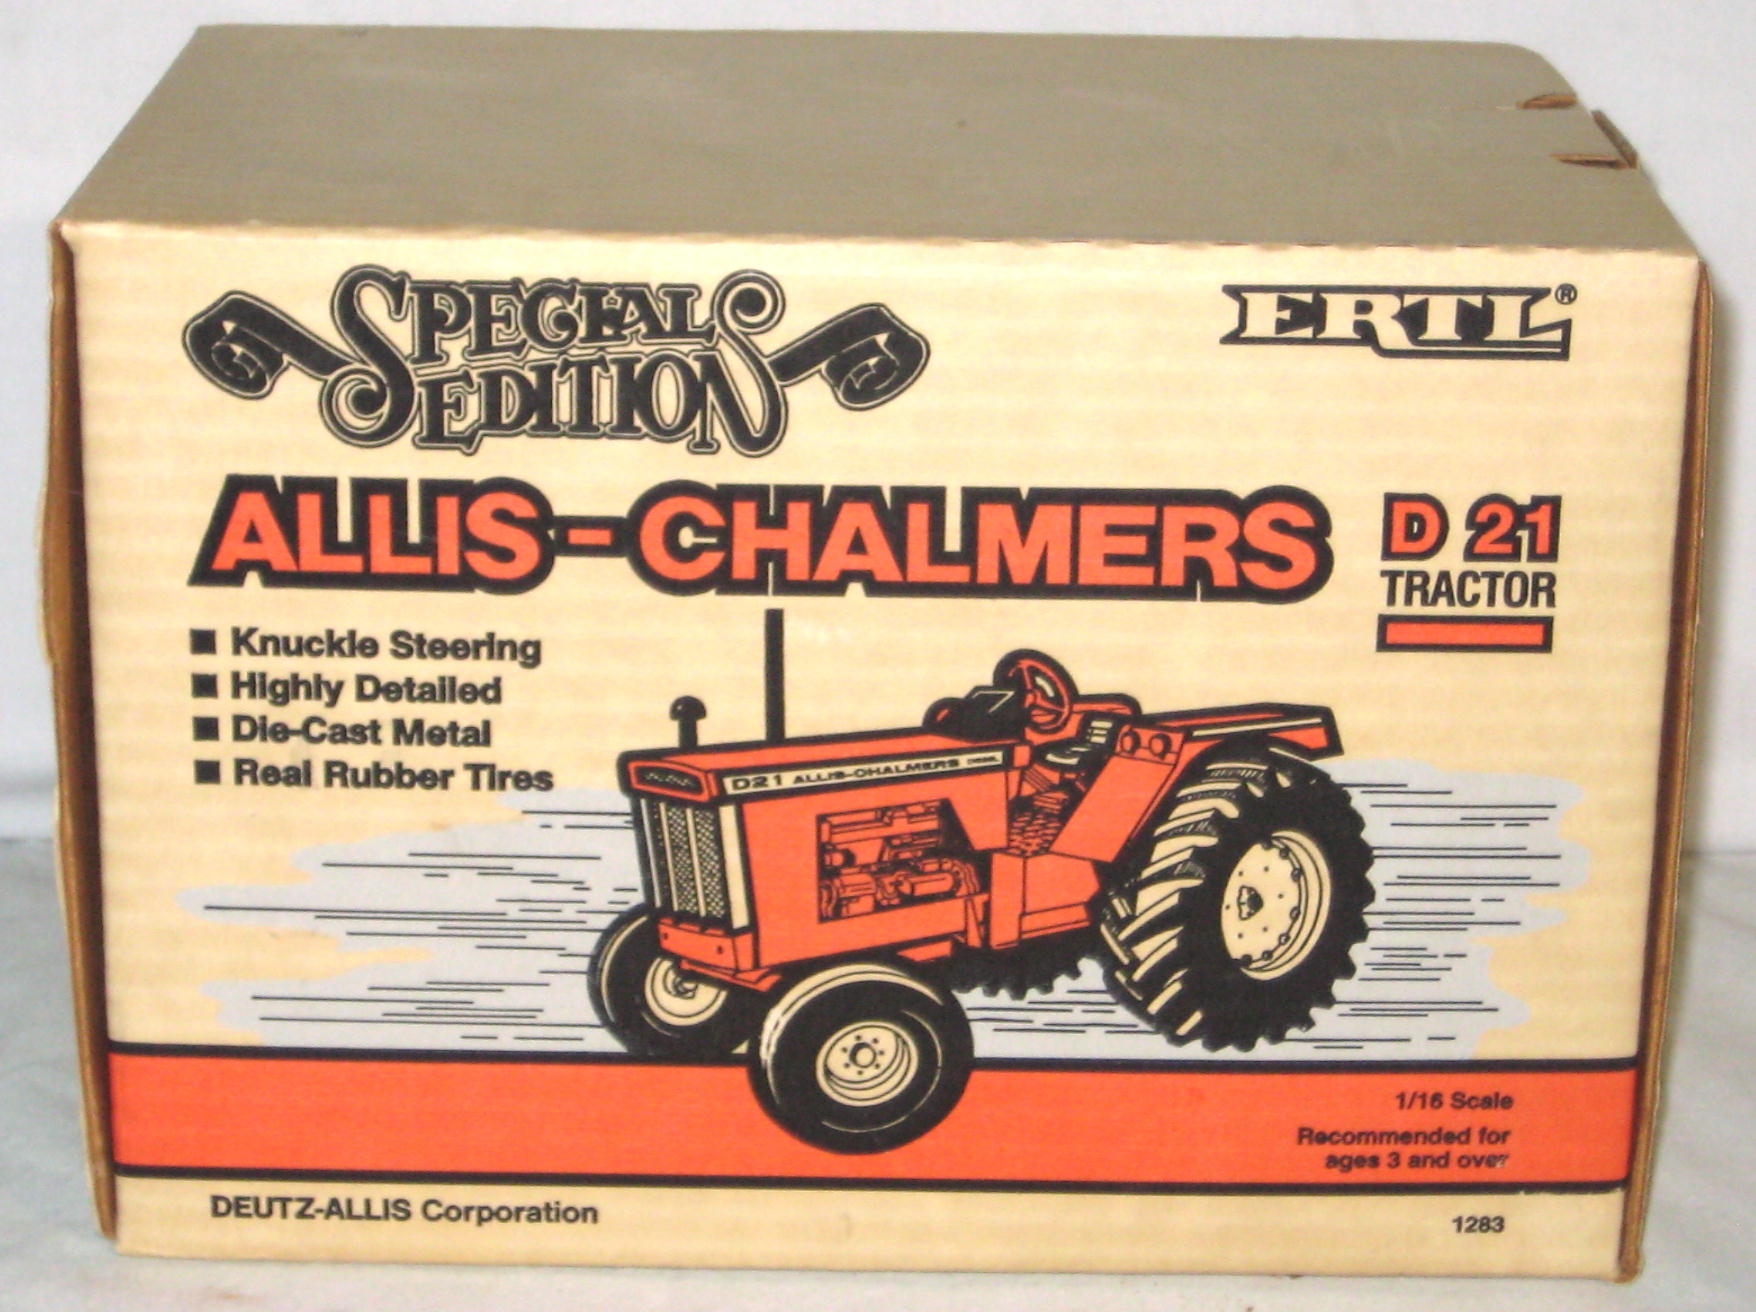 SPECIAL
EDITION
ERTL®
ALLIS-CHALMERS
D 21
TRACTOR
■ Knuckle Steering
■ Highly Detailed
■ Die-Cast Metal
■ Real Rubber Tires
D21 ALLIS-CHALMERS
1/16 Scale
Recommended for
ages 3 and over
DEUTZ-ALLIS Corporation
1283